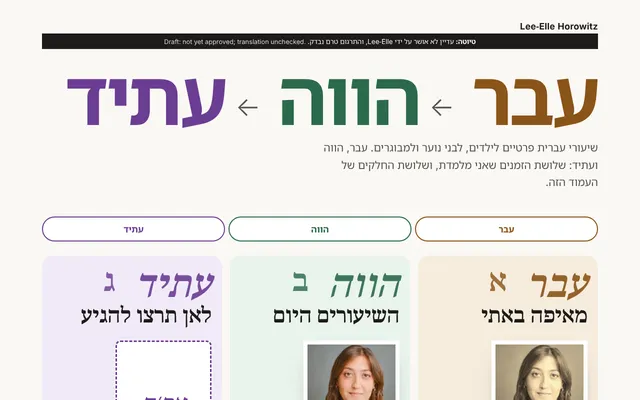 Lee-Elle Horowitz
טיוטה: עדיין לא אושר על ידי Lee-Elle, והתרגום טרם נבדק. Draft: not yet approved; translation unchecked.
עבר ← הווה ← עתיד
שיעורי עברית פרטיים לילדים, לבני נוער ולמבוגרים. עבר, הווה
ועתיד: שלושת הזמנים שאני מלמדת, ושלושת החלקים של
העמוד הזה.
עבר
הווה
עתיד
עבר א
מאיפה באתי
הווה ב
השיעורים היום
עתיד ג
לאן תרצו להגיע